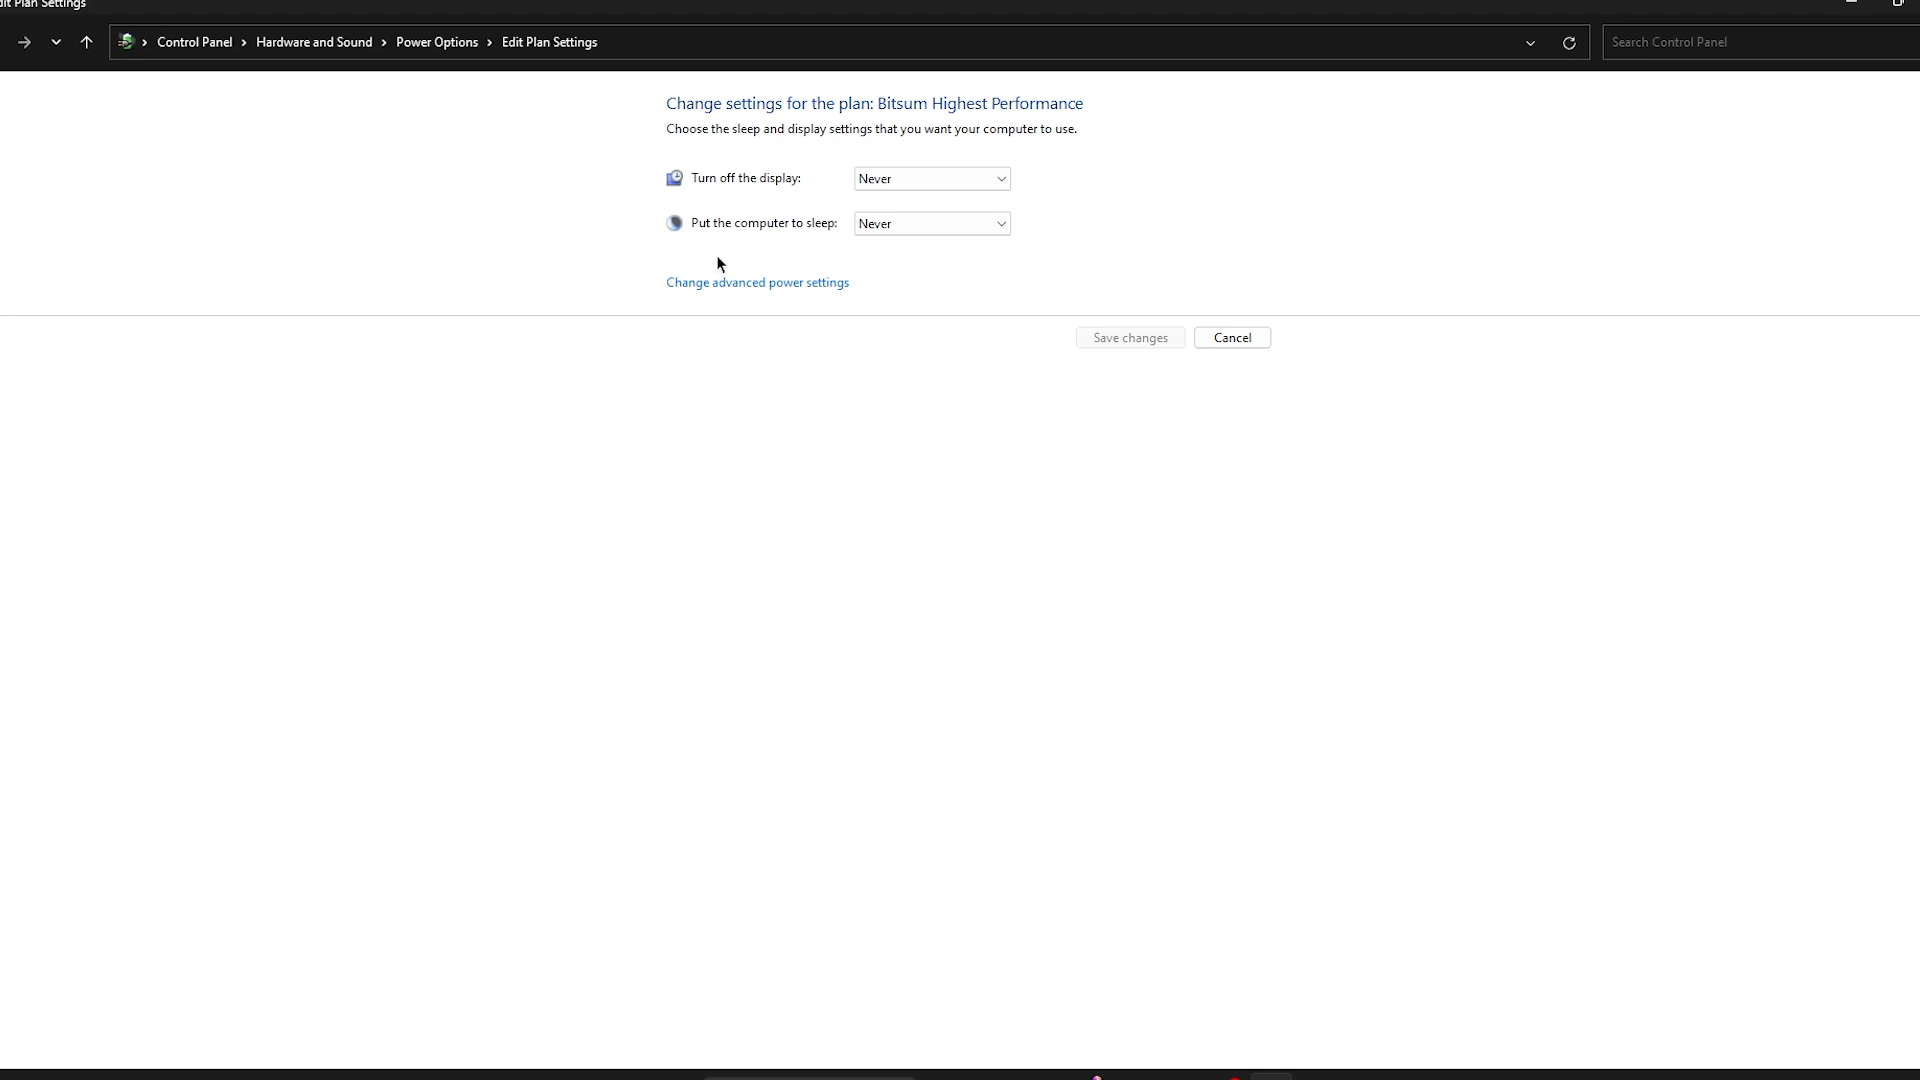 Plan Settings
Control Panel > Hardware and Sound > Power Options > Edit Plan Settings
Search Control Panel
Change settings for the plan: Bitsum Highest Performance
Choose the sleep and display settings that you want your computer to use.
Turn off the display: Never
Put the computer to sleep: Never
Change advanced power settings
Save changes Cancel